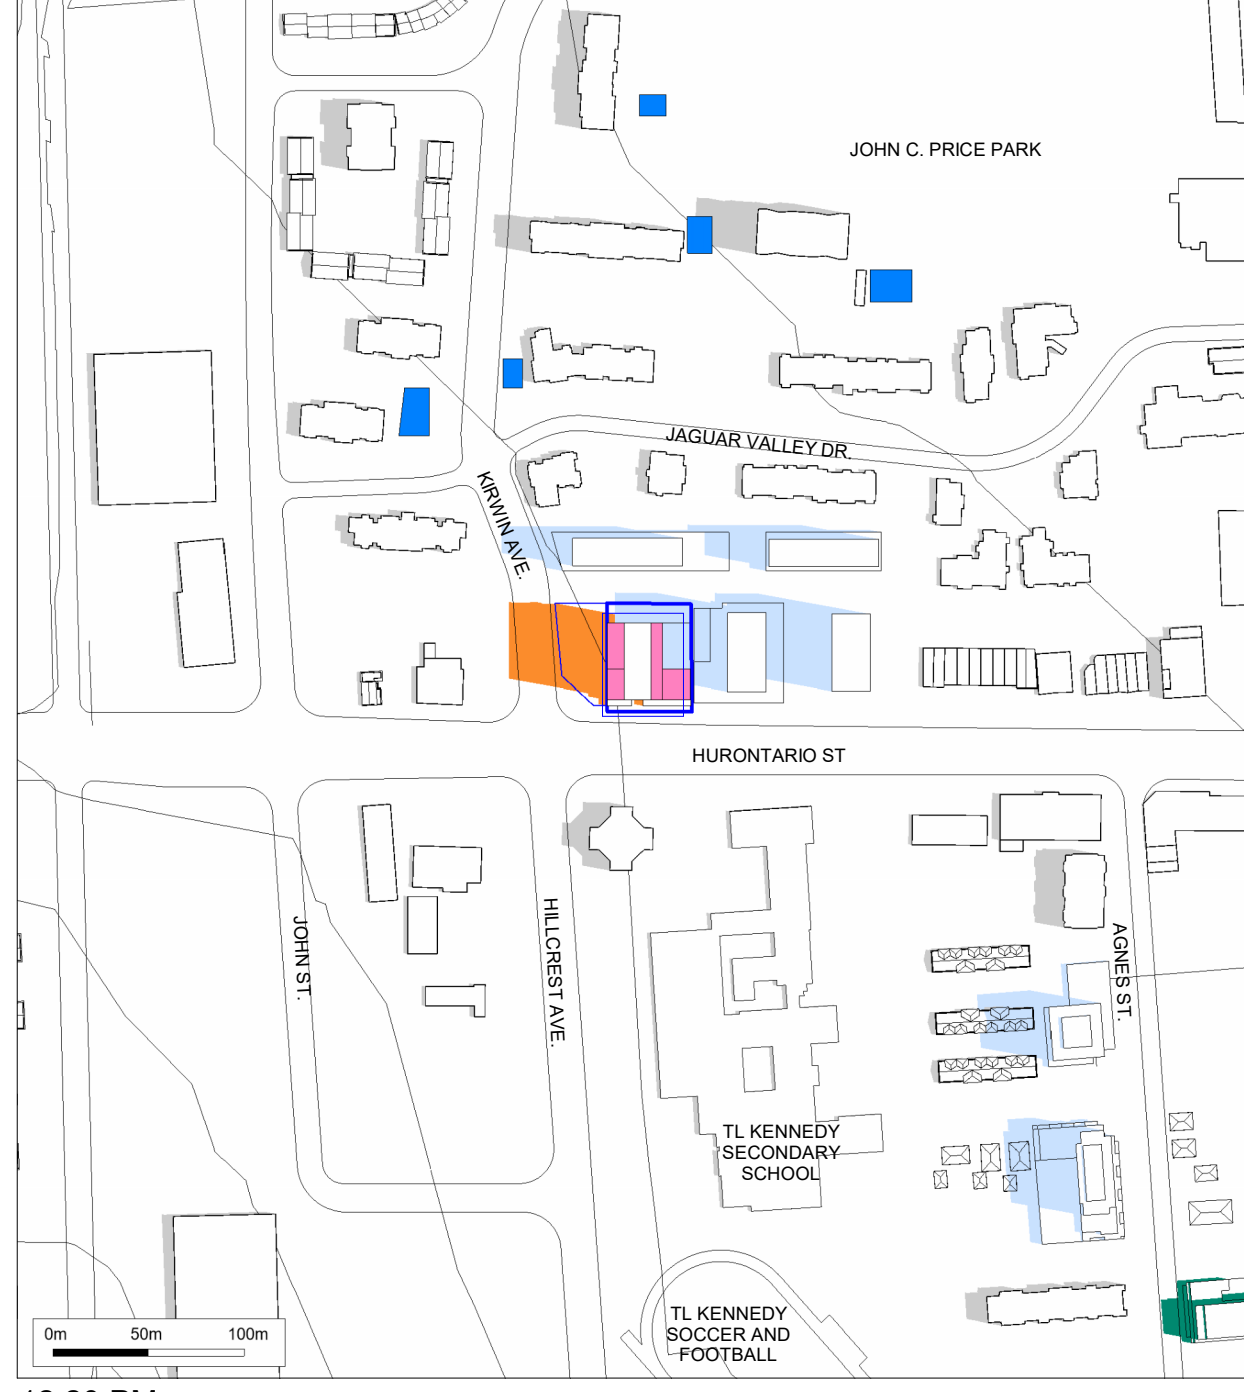 JOHN C. PRICE PARK
JAGUAR VALLEY DR.
KIRWIN AVE.
HURONTARIO ST
JOHN ST.
HILLCREST AVE.
AGNES ST.
TL KENNEDY
SECONDARY
SCHOOL
TL KENNEDY
SOCCER AND
FOOTBALL
0m 50m 100m